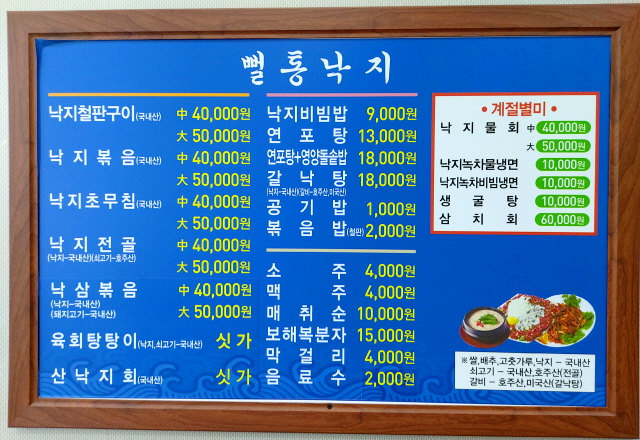 뻘통낙지
낙지철판구이(국내산) 中 40,000원
大 50,000원
낙지볶음(국내산) 中 40,000원
大 50,000원
낙지초무침(국내산) 中 40,000원
大 50,000원
낙지전골 中 40,000원
(낙지-국내산)(쇠고기-호주산) 大 50,000원
낙삼볶음 中 40,000원
(낙지-국내산)
(돼지고기-국내산) 大 50,000원
육회탕탕이(낙지,쇠고기-국내산) 싯가
산낙지회(국내산) 싯가
낙지비빔밥 9,000원
연포탕 13,000원
연포탕+영양돌솥밥 18,000원
갈낙탕 18,000원
(낙지-국내산)(갈비-호주산,미국산)
공기밥 1,000원
볶음밥(철판) 2,000원
소주 4,000원
맥주 4,000원
매취순 10,000원
보해복분자 15,000원
막걸리 4,000원
음료수 2,000원
• 계절별미 •
낙지물회 中 40,000원
大 50,000원
낙지녹차물냉면 10,000원
낙지녹차비빔냉면 10,000원
생굴탕 10,000원
삼치회 60,000원
※쌀,배추,고춧가루,낙지 - 국내산
쇠고기 - 국내산,호주산(전골)
갈비 - 호주산,미국산(갈낙탕)